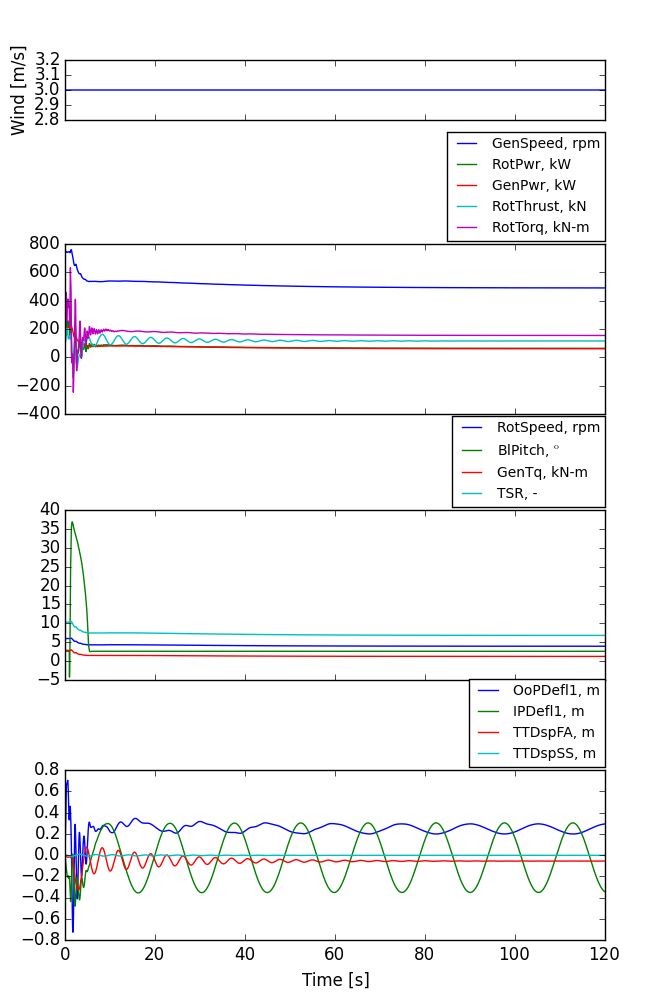 Wind [m/s]
3.2
3.1
3.0
2.9
2.8
GenSpeed, rpm
RotPwr, kW
GenPwr, kW
RotThrust, kN
RotTorq, kN-m
800
600
400
200
0
−200
−400
RotSpeed, rpm
BlPitch, °
GenTq, kN-m
TSR, -
40
35
30
25
20
15
10
5
0
−5
OoPDefl1, m
IPDefl1, m
TTDspFA, m
TTDspSS, m
0.8
0.6
0.4
0.2
0.0
−0.2
−0.4
−0.6
−0.8
0 20 40 60 80 100 120
Time [s]